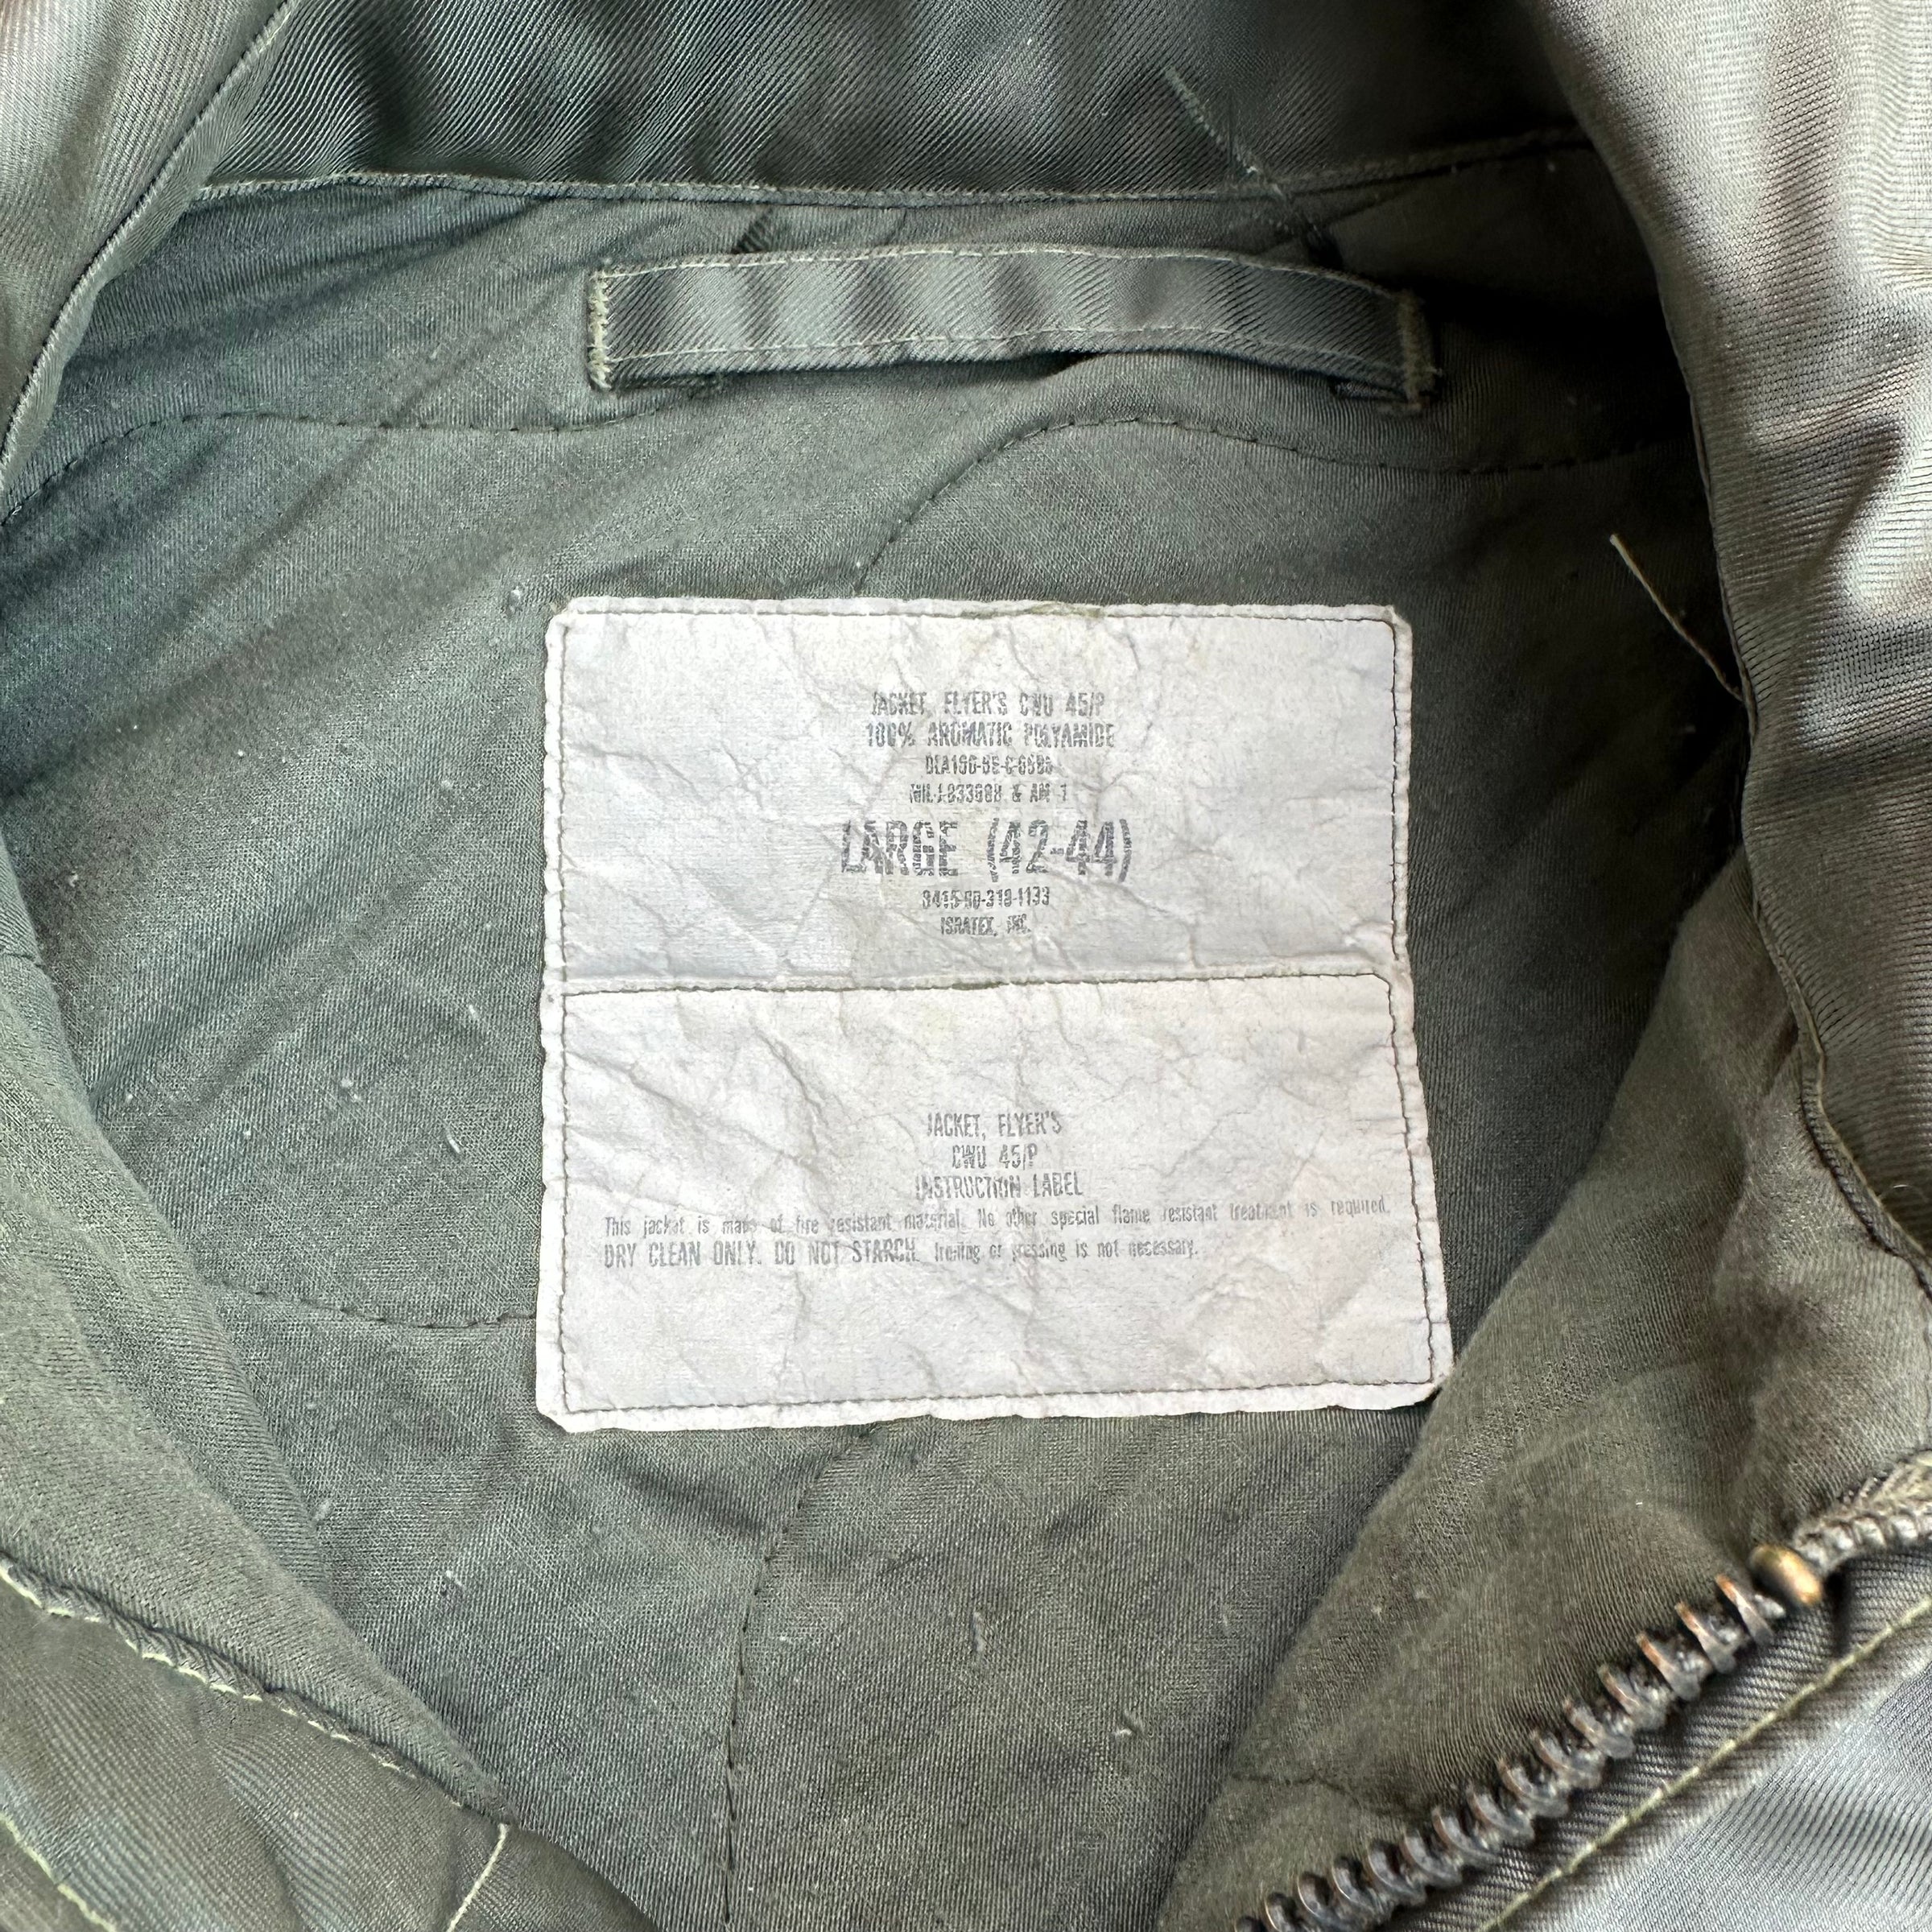 JACKET, FLYER'S CWU 45/P
100% AROMATIC POLYAMIDE
& AM 1
LARGE (42-44)
ISRATEX, INC.
JACKET, FLYER'S
CWU 45/P
INSTRUCTION LABEL
This jacket is made of fire resistant material. No other special flame resistant treatment is required.
DRY CLEAN ONLY. DO NOT STARCH. Ironing or pressing is not necessary.